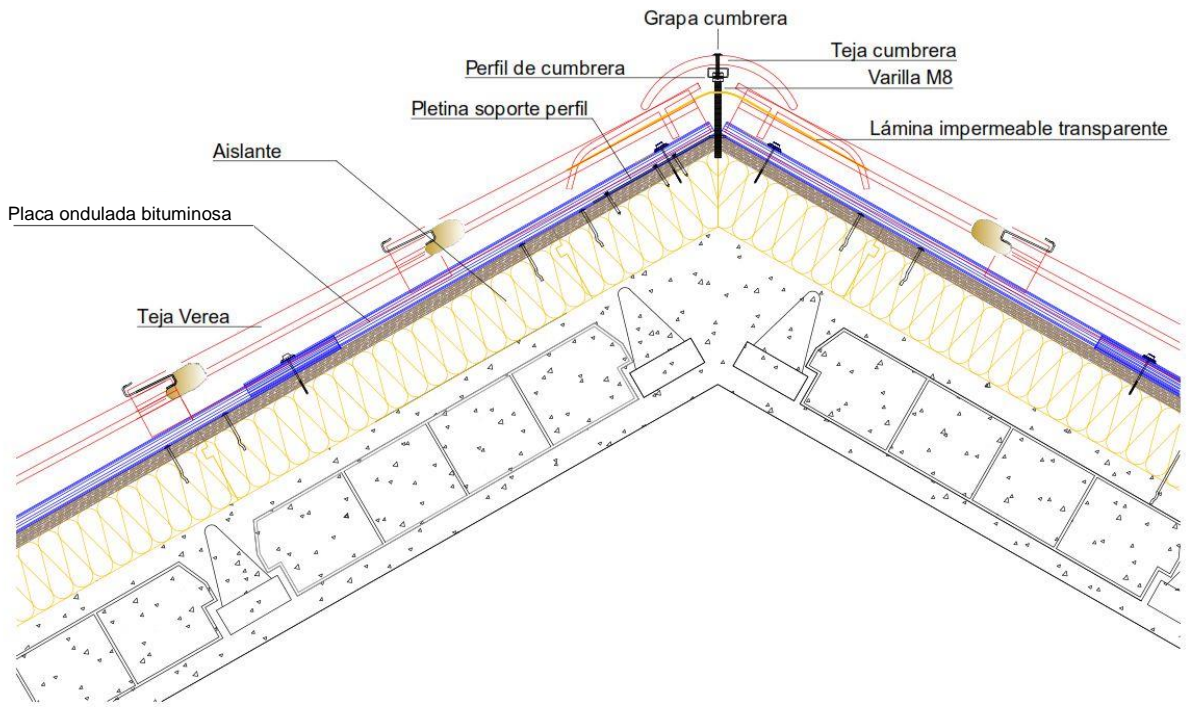 Grapa cumbrera
Teja cumbrera
Perfil de cumbrera
Varilla M8
Pletina soporte perfil
Lámina impermeable transparente
Aislante
Placa ondulada bituminosa
Teja Verea